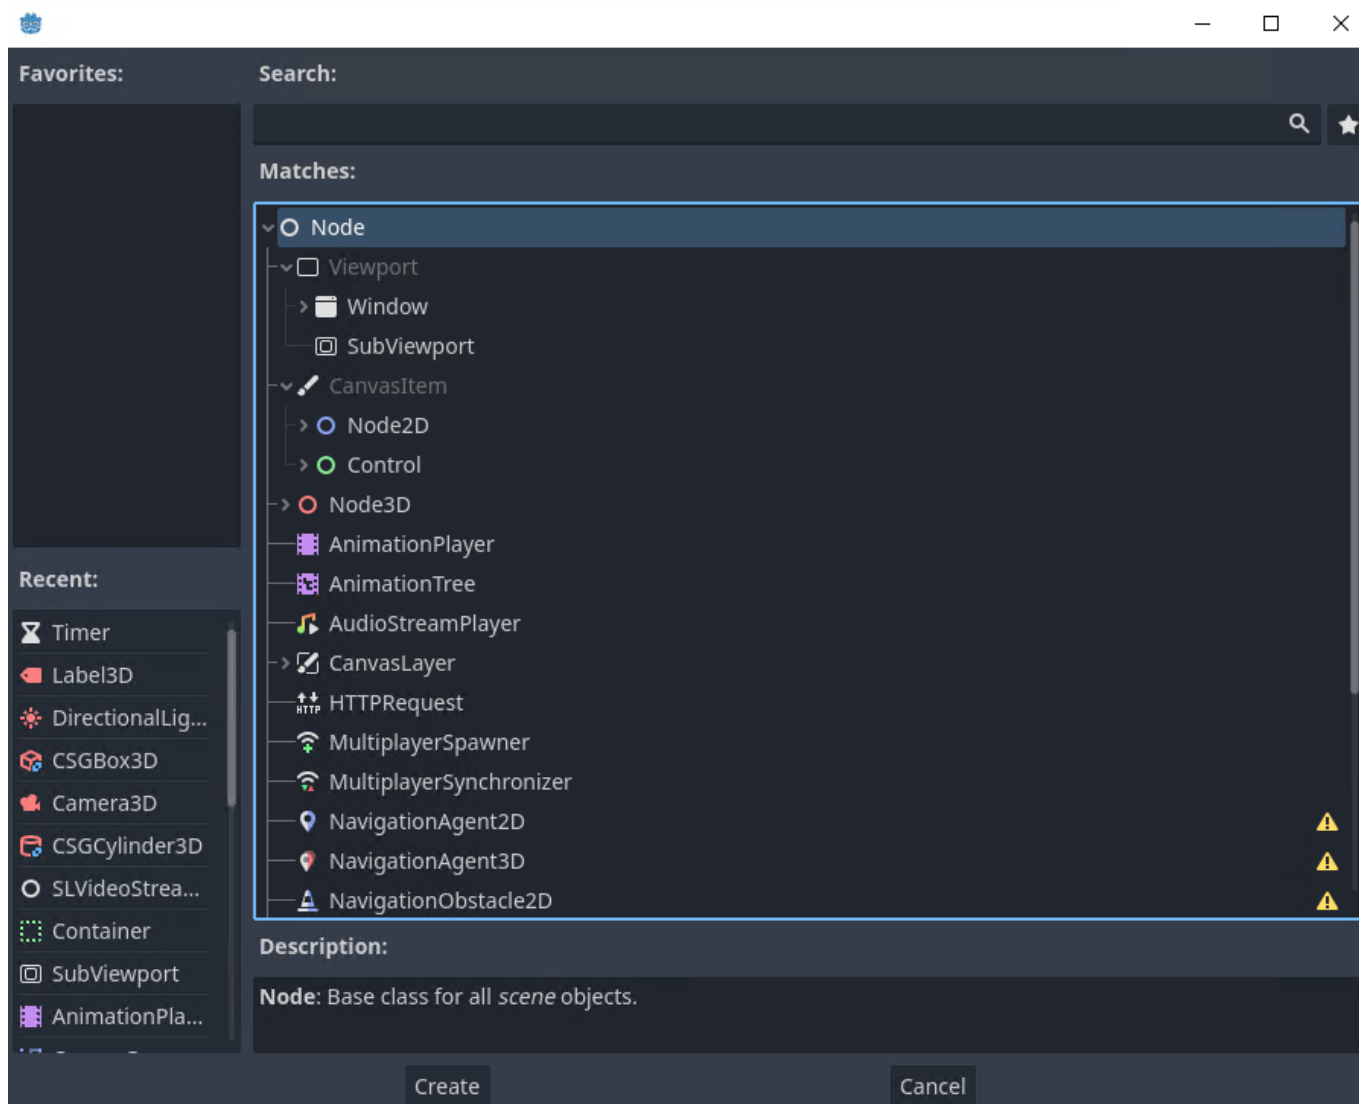 Favorites:
Search:
Matches:
Node
Viewport
Window
SubViewport
CanvasItem
Node2D
Control
Node3D
AnimationPlayer
AnimationTree
AudioStreamPlayer
CanvasLayer
HTTP HTTPRequest
MultiplayerSpawner
MultiplayerSynchronizer
NavigationAgent2D
NavigationAgent3D
NavigationObstacle2D
Recent:
Timer
Label3D
DirectionalLig...
CSGBox3D
Camera3D
CSGCylinder3D
SLVideoStrea...
Container
SubViewport
AnimationPla...
Description:
Node: Base class for all scene objects.
Create
Cancel